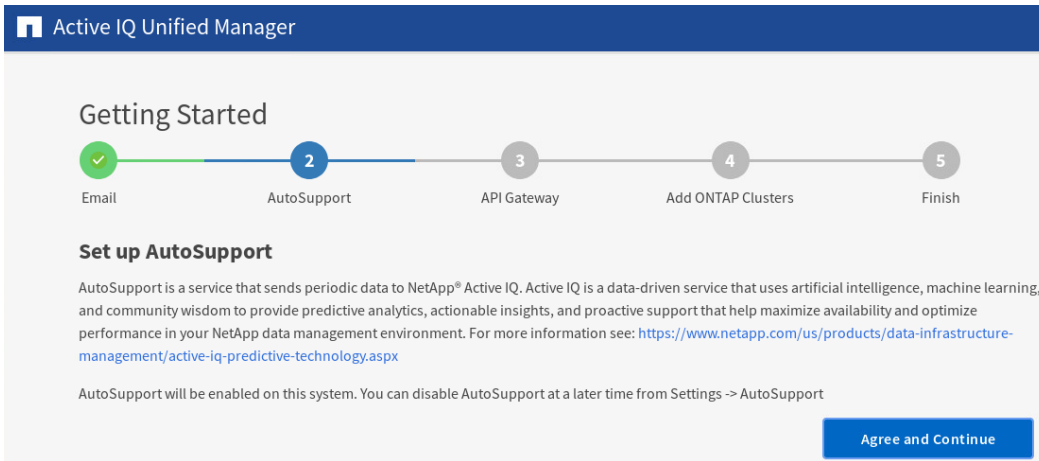 Active IQ Unified Manager
Getting Started
2
3
4
5
Email
AutoSupport
API Gateway
Add ONTAP Clusters
Finish
Set up AutoSupport
AutoSupport is a service that sends periodic data to NetApp® Active IQ. Active IQ is a data-driven service that uses artificial intelligence, machine learning,
and community wisdom to provide predictive analytics, actionable insights, and proactive support that help maximize availability and optimize
performance in your NetApp data management environment. For more information see: https://www.netapp.com/us/products/data-infrastructure-
management/active-iq-predictive-technology.aspx
AutoSupport will be enabled on this system. You can disable AutoSupport at a later time from Settings -> AutoSupport
Agree and Continue